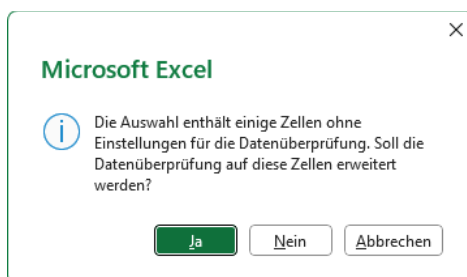 Microsoft Excel
Die Auswahl enthält einige Zellen ohne
Einstellungen für die Datenüberprüfung. Soll die
Datenüberprüfung auf diese Zellen erweitert
werden?
Ja
Nein
Abbrechen